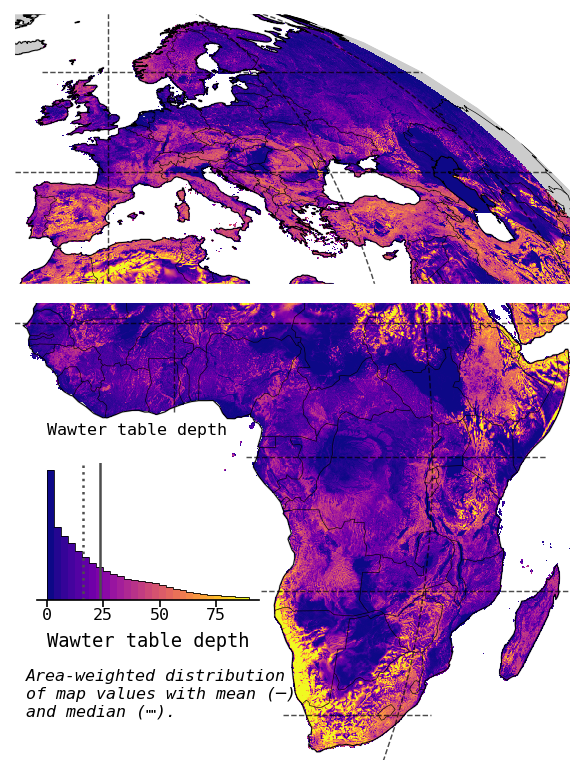 Wawter table depth
0 25 50 75
Wawter table depth
Area-weighted distribution
of map values with mean (—)
and median (┉).